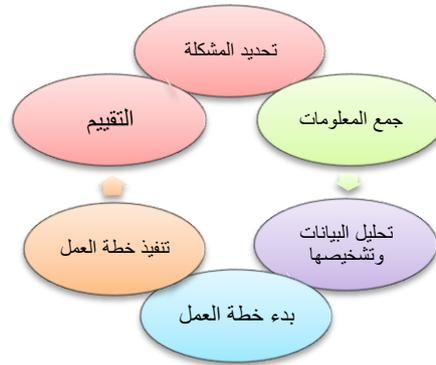 تحديد المشكلة
جمع المعلومات
تحليل البيانات
وتشخيصها
بدء خطة العمل
تنفيذ خطة العمل
التقييم